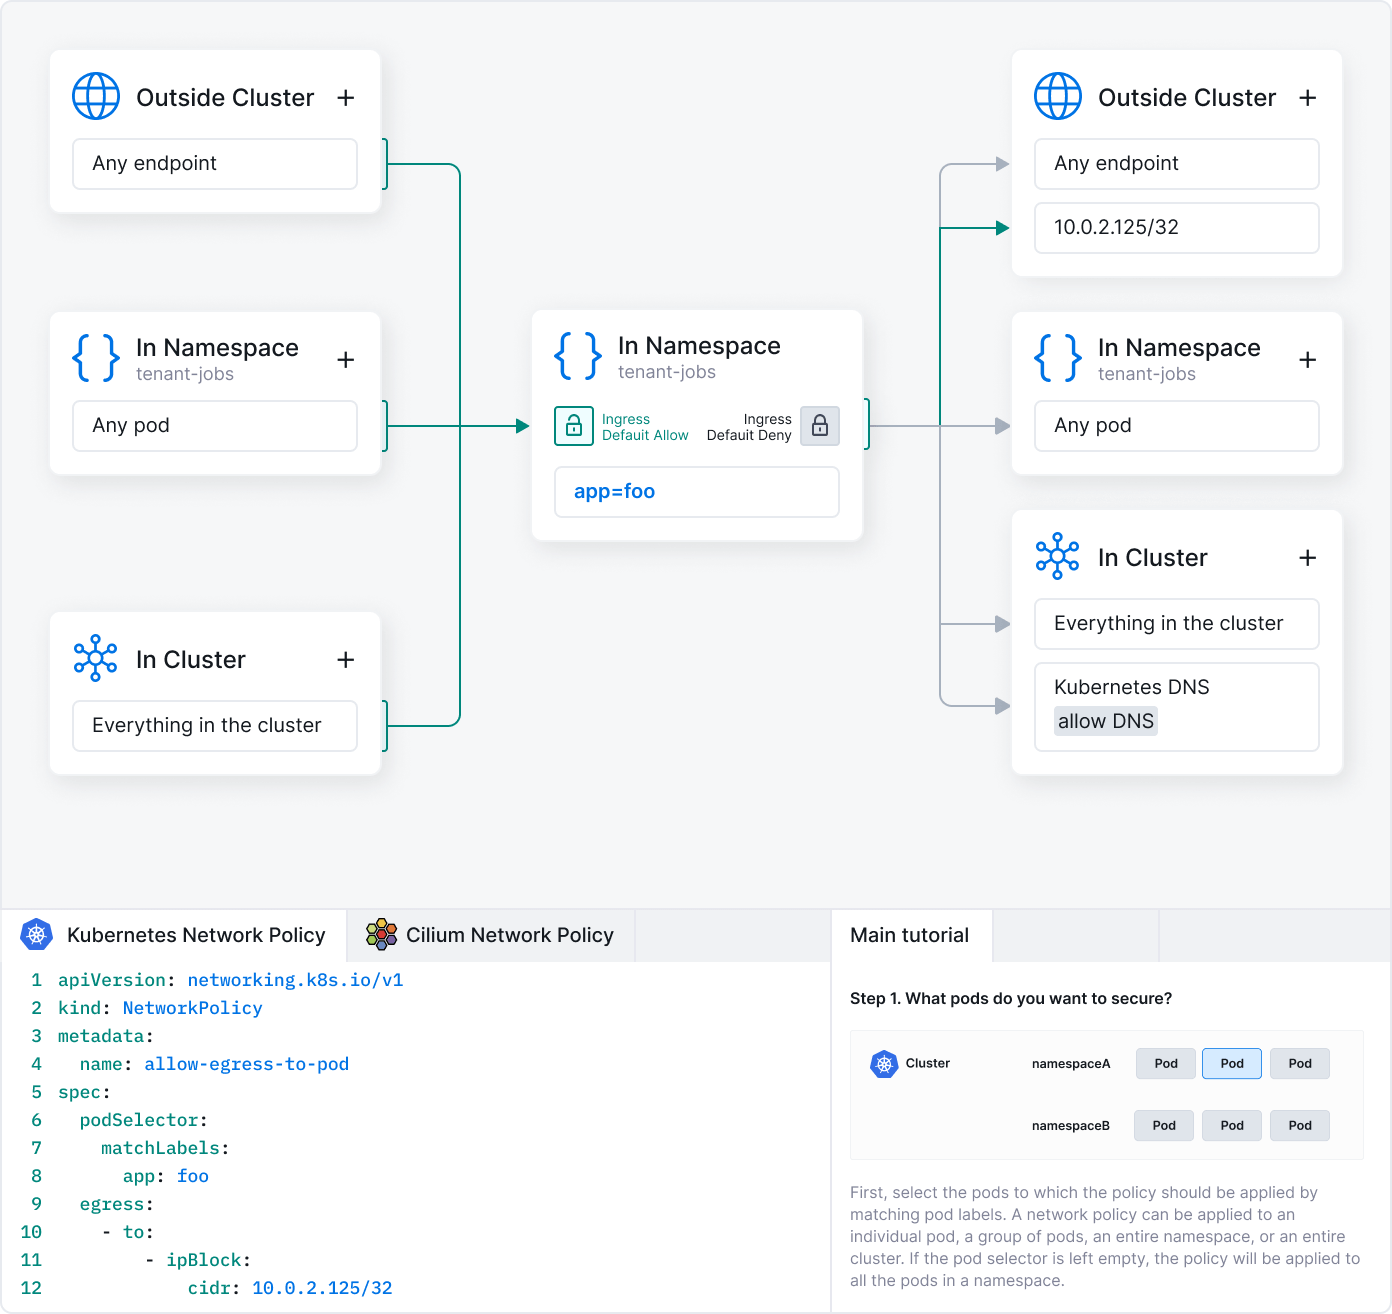 Outside Cluster +
Any endpoint
In Namespace +
tenant-jobs
Any pod
In Cluster +
Everything in the cluster
In Namespace
tenant-jobs
Ingress
Defauit Allow
Ingress
Defauit Deny
app=foo
Outside Cluster +
Any endpoint
10.0.2.125/32
In Namespace +
tenant-jobs
Any pod
In Cluster +
Everything in the cluster
Kubernetes DNS
allow DNS
Kubernetes Network Policy
Cilium Network Policy
1 apiVersion: networking.k8s.io/v1
2 kind: NetworkPolicy
3 metadata:
4   name: allow-egress-to-pod
5 spec:
6   podSelector:
7     matchLabels:
8       app: foo
9   egress:
10     - to:
11         - ipBlock:
12             cidr: 10.0.2.125/32
Main tutorial
Step 1. What pods do you want to secure?
Cluster
namespaceA Pod Pod Pod
namespaceB Pod Pod Pod
First, select the pods to which the policy should be applied by
matching pod labels. A network policy can be applied to an
individual pod, a group of pods, an entire namespace, or an entire
cluster. If the pod selector is left empty, the policy will be applied to
all the pods in a namespace.